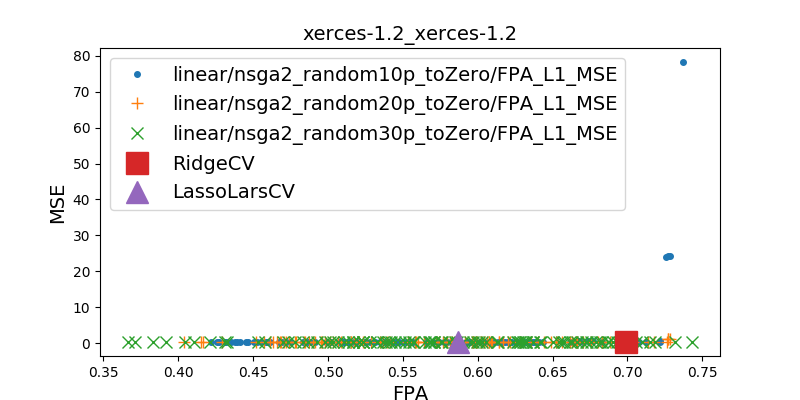 xerces-1.2_xerces-1.2
80
70
60
50
40
30
20
10
0
MSE
linear/nsga2_random10p_toZero/FPA_L1_MSE
linear/nsga2_random20p_toZero/FPA_L1_MSE
linear/nsga2_random30p_toZero/FPA_L1_MSE
RidgeCV
LassoLarsCV
0.35 0.40 0.45 0.50 0.55 0.60 0.65 0.70 0.75
FPA